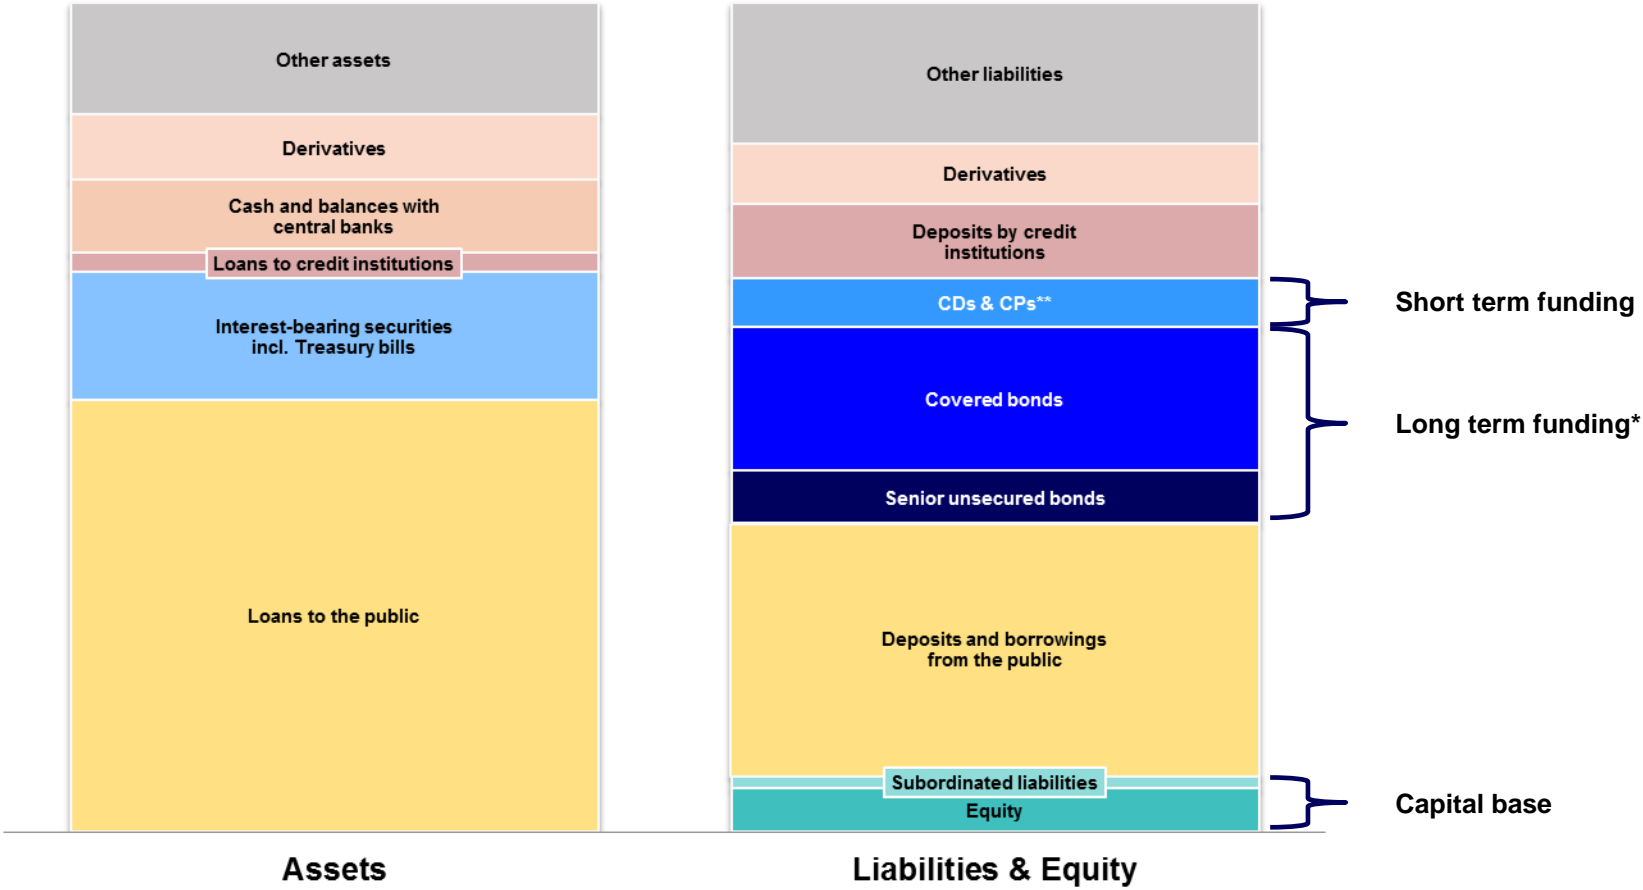 Other assets
Derivatives
Cash and balances with
central banks
Loans to credit institutions
Interest-bearing securities
incl. Treasury bills
Loans to the public
Assets
Other liabilities
Derivatives
Deposits by credit
institutions
CDs & CPs**
Covered bonds
Senior unsecured bonds
Deposits and borrowings
from the public
Subordinated liabilities
Equity
Liabilities & Equity
Short term funding
Long term funding*
Capital base